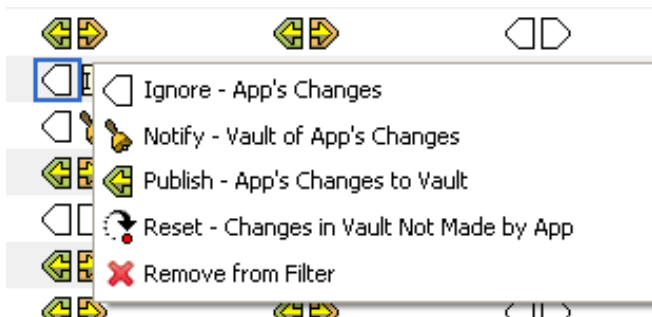 Ignore - App's Changes
Notify - Vault of App's Changes
Publish - App's Changes to Vault
Reset - Changes in Vault Not Made by App
Remove from Filter